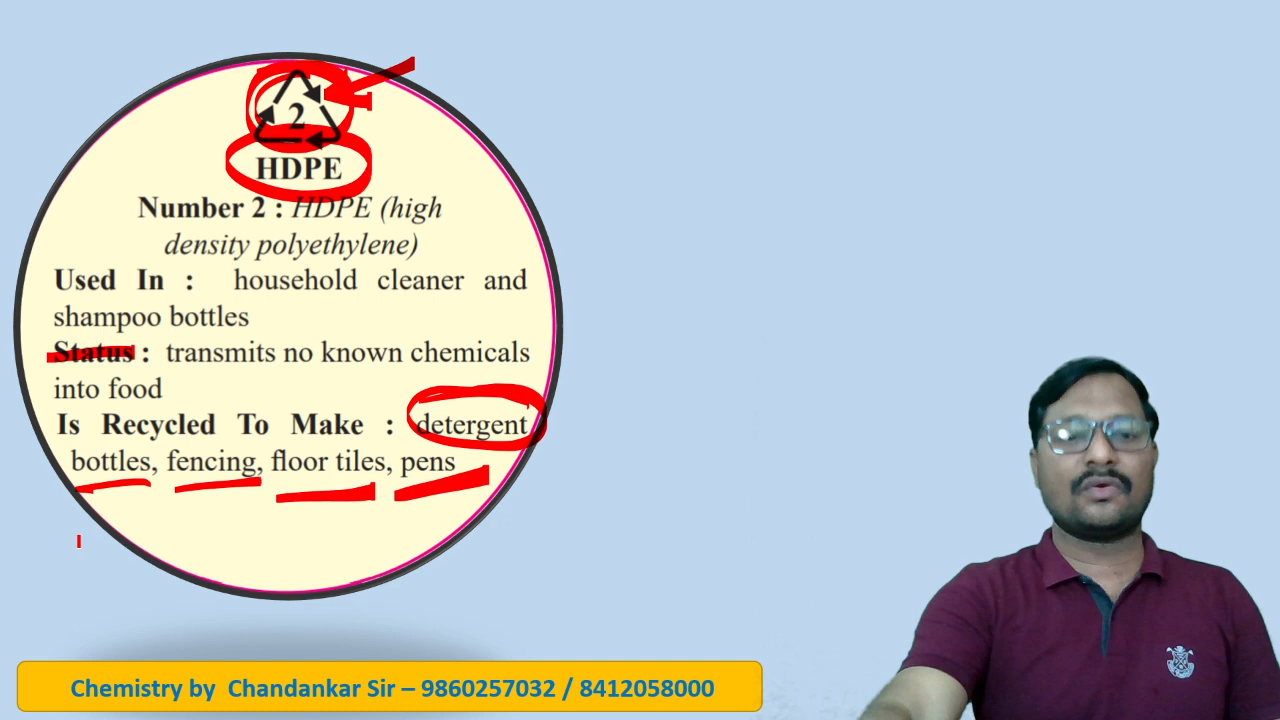 2
HDPE
Number 2 : HDPE (high
density polyethylene)
Used In : household cleaner and
shampoo bottles
Status : transmits no known chemicals
into food
Is Recycled To Make : detergent
bottles, fencing, floor tiles, pens
Chemistry by Chandankar Sir – 9860257032 / 8412058000